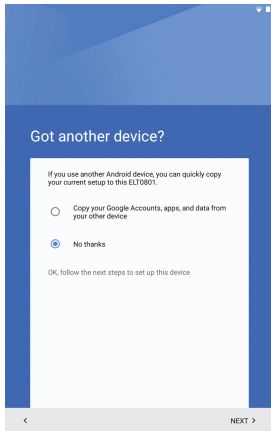 Got another device?
If you use another Android device, you can quickly copy
your current setup to this ELT0801.
Copy your Google Accounts, apps, and data from
your other device
No thanks
OK, follow the next steps to set up this device
NEXT